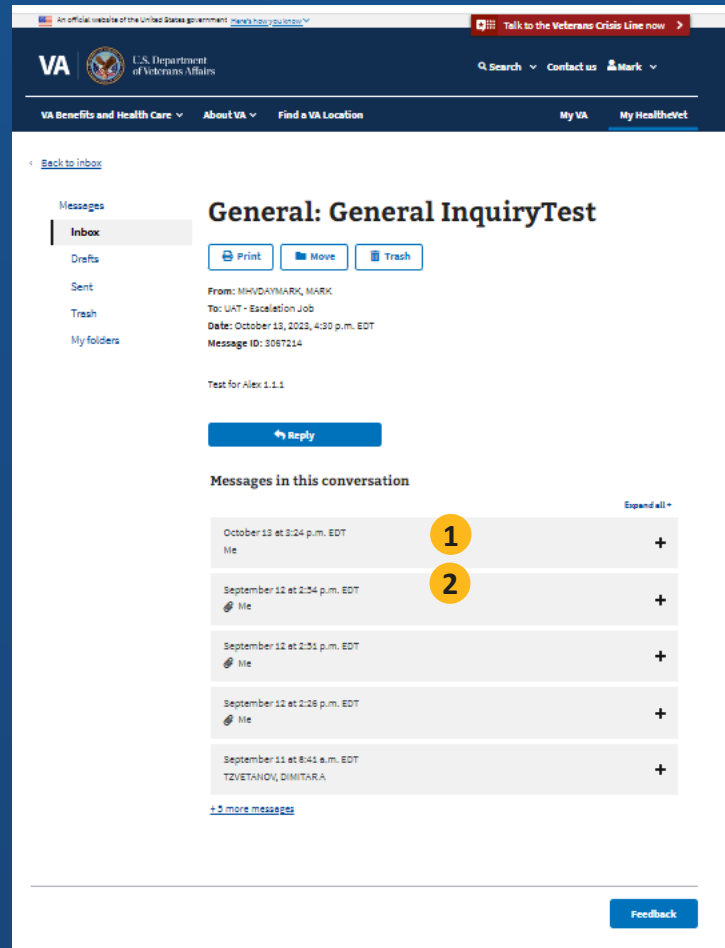 An official website of the United States government Here's how you know
Talk to the Veterans Crisis Line now
VA
U.S. Department
of Veterans Affairs
Search Contact us Mark
VA Benefits and Health Care About VA Find a VA Location My VA My HealtheVet
Back to inbox
Messages
Inbox
Drafts
Sent
Trash
My folders
General: General InquiryTest
Print Move Trash
From: MHVDAYMARK, MARK
To: UAT - Escalation Job
Date: October 13, 2023, 4:30 p.m. EDT
Message ID: 3067214
Test for Alex 1.1.1
Reply
Messages in this conversation
Expand all +
October 13 at 3:24 p.m. EDT
Me
1
+
2
September 12 at 2:54 p.m. EDT
Me
+
September 12 at 2:51 p.m. EDT
Me
+
September 12 at 2:26 p.m. EDT
Me
+
September 11 at 8:41 a.m. EDT
TZVETANOV, DIMITAR A
+
+ 5 more messages
Feedback